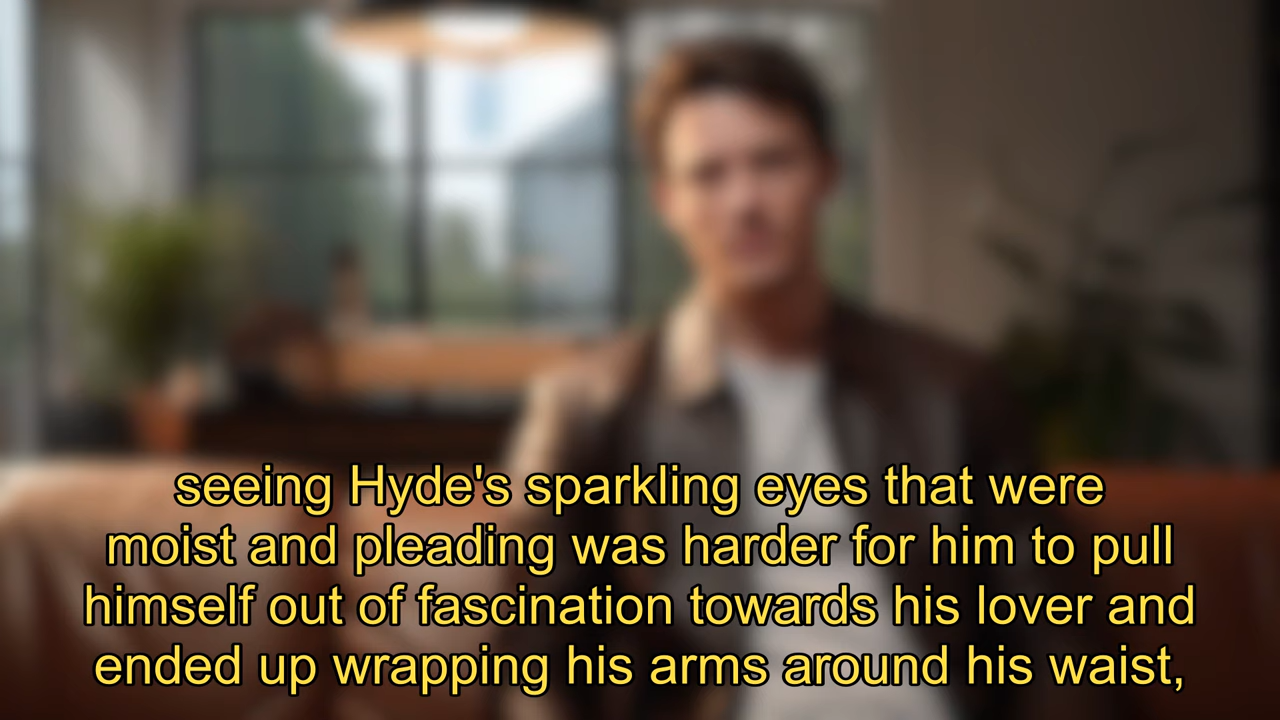 seeing Hyde's sparkling eyes that were
moist and pleading was harder for him to pull
himself out of fascination towards his lover and
ended up wrapping his arms around his waist,